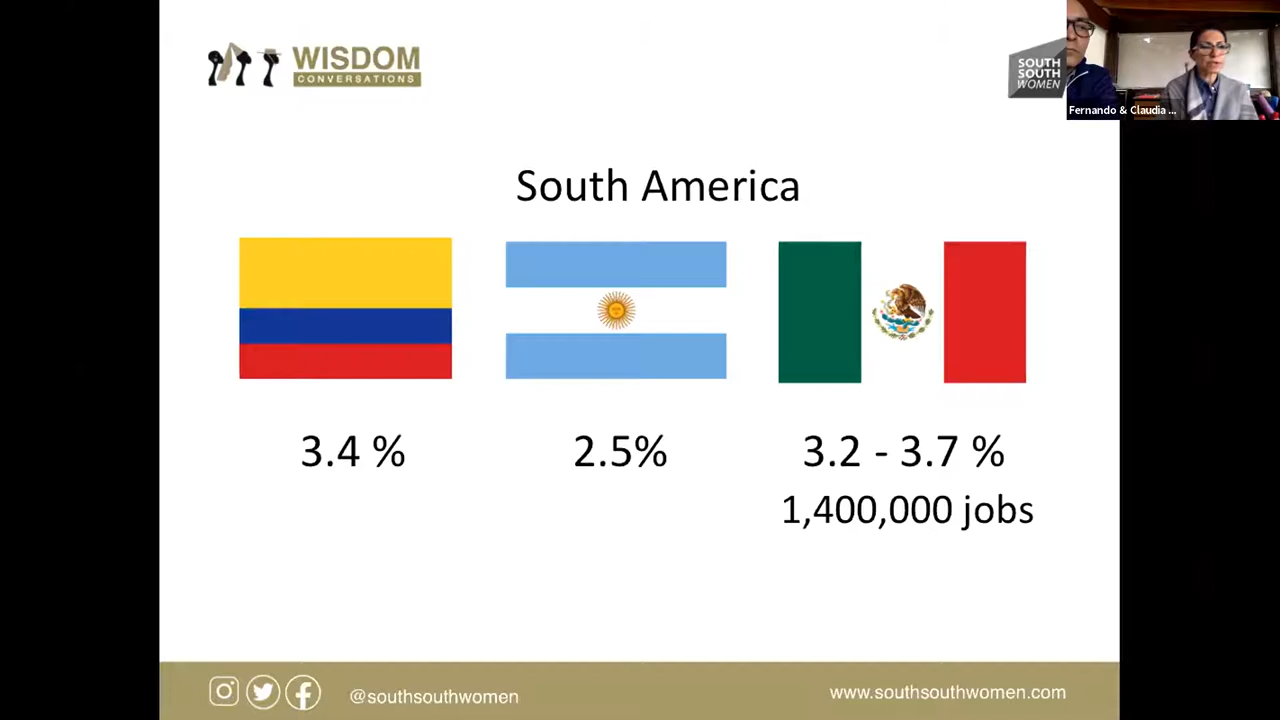 WISDOM
CONVERSATIONS
SOUTH
SOUTH
WOMEN
Fernando & Claudia ...
South America
3.4 %
2.5%
3.2 - 3.7 %
1,400,000 jobs
@southsouthwomen
www.southsouthwomen.com